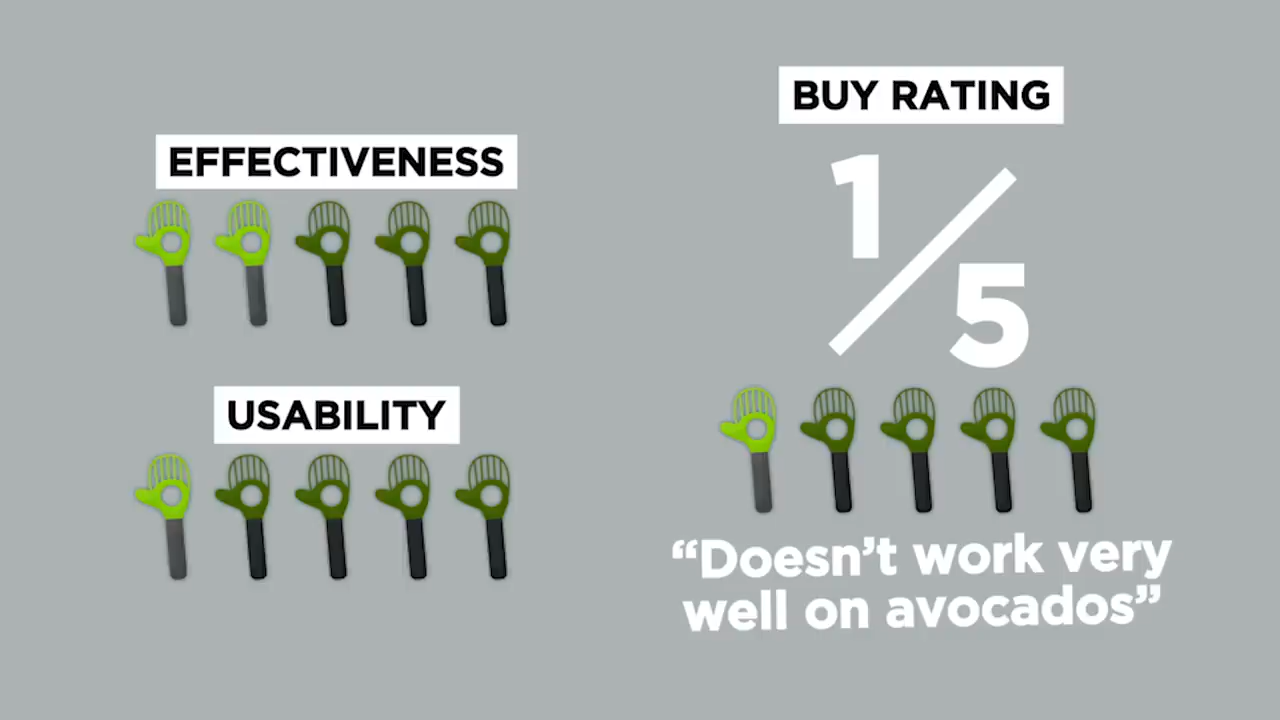 EFFECTIVENESS
USABILITY
BUY RATING
1/5
“Doesn’t work very
well on avocados”